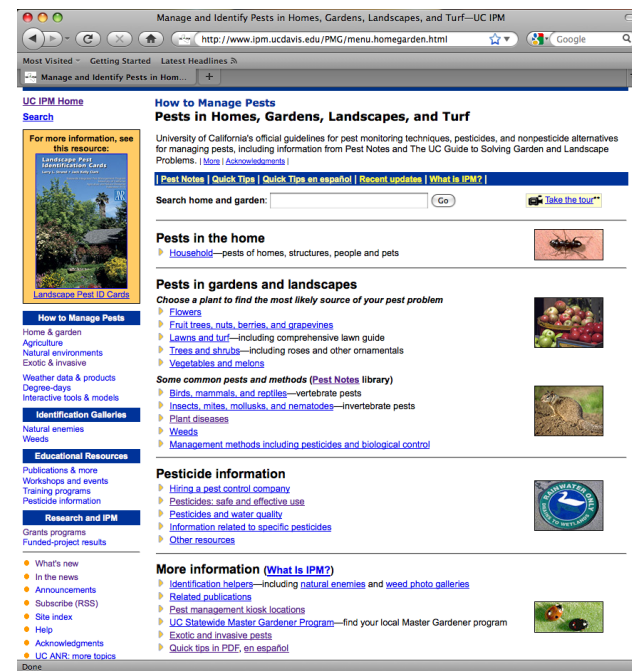 Manage and Identify Pests in Homes, Gardens, Landscapes, and Turf—UC IPM
http://www.ipm.ucdavis.edu/PMG/menu.homegarden.html
Google
Most Visited Getting Started Latest Headlines
Manage and Identify Pests in Hom...
UC IPM Home
Search
For more information, see
this resource:
Landscape Pest
Identification Cards
Landscape Pest ID Cards
How to Manage Pests
Home & garden
Agriculture
Natural environments
Exotic & invasive
Weather data & products
Degree-days
Interactive tools & models
Identification Galleries
Natural enemies
Weeds
Educational Resources
Publications & more
Workshops and events
Training programs
Pesticide information
Research and IPM
Grants programs
Funded-project results
What's new
In the news
Announcements
Subscribe (RSS)
Site index
Help
Acknowledgments
UC ANR: more topics
How to Manage Pests
Pests in Homes, Gardens, Landscapes, and Turf
University of California's official guidelines for pest monitoring techniques, pesticides, and nonpesticide alternatives
for managing pests, including information from Pest Notes and The UC Guide to Solving Garden and Landscape
Problems. | More | Acknowledgments |
| Pest Notes | Quick Tips | Quick Tips en español | Recent updates | What is IPM? |
Search home and garden: Go Take the tour**
Pests in the home
Household—pests of homes, structures, people and pets
Pests in gardens and landscapes
Choose a plant to find the most likely source of your pest problem
Flowers
Fruit trees, nuts, berries, and grapevines
Lawns and turf—including comprehensive lawn guide
Trees and shrubs—including roses and other ornamentals
Vegetables and melons
Some common pests and methods (Pest Notes library)
Birds, mammals, and reptiles—vertebrate pests
Insects, mites, mollusks, and nematodes—invertebrate pests
Plant diseases
Weeds
Management methods including pesticides and biological control
Pesticide information
Hiring a pest control company
Pesticides: safe and effective use
Pesticides and water quality
Information related to specific pesticides
Other resources
RAINWATER ONLY
DRAINS TO WETLANDS
More information (What Is IPM?)
Identification helpers—including natural enemies and weed photo galleries
Related publications
Pest management kiosk locations
UC Statewide Master Gardener Program—find your local Master Gardener program
Exotic and invasive pests
Quick tips in PDF, en español
Done